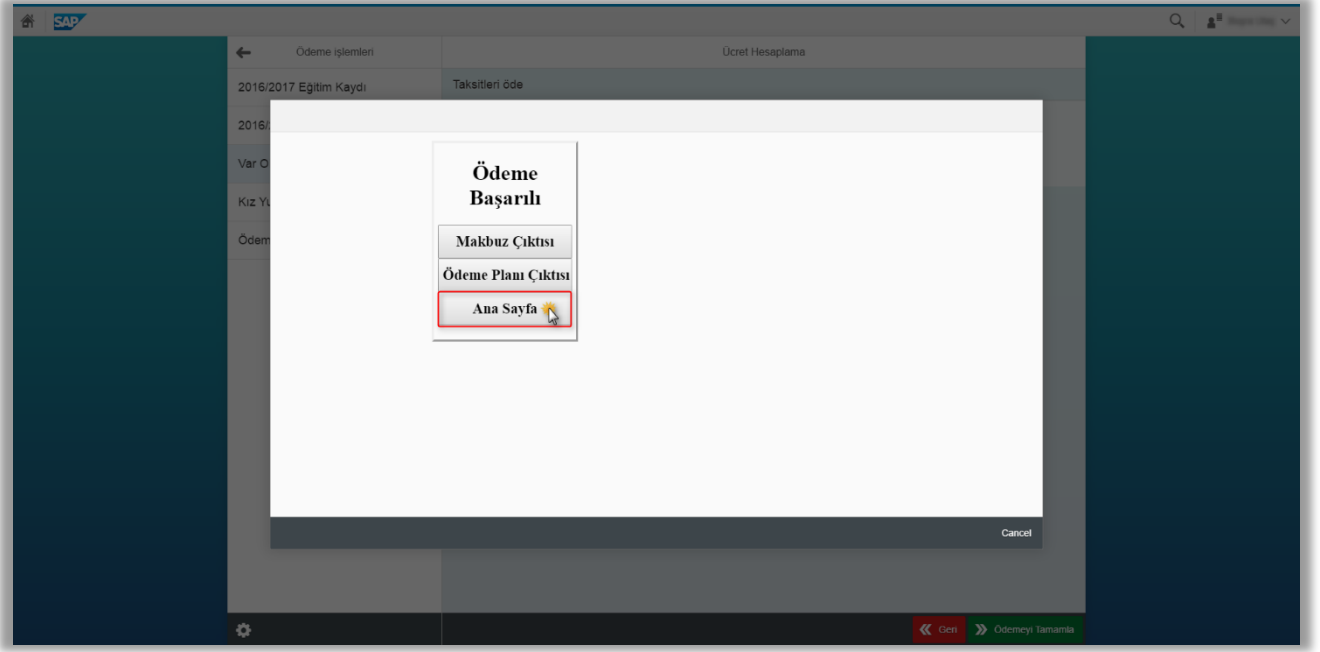 SAP
Ödeme işlemleri
Ücret Hesaplama
2016/2017 Eğitim Kaydı
Taksitleri öde
2016/
Var O
Kız Yu
Ödem
Ödeme
Başarılı
Makbuz Çıktısı
Ödeme Planı Çıktısı
Ana Sayfa
Cancel
Geri
Ödemeyi Tamamla